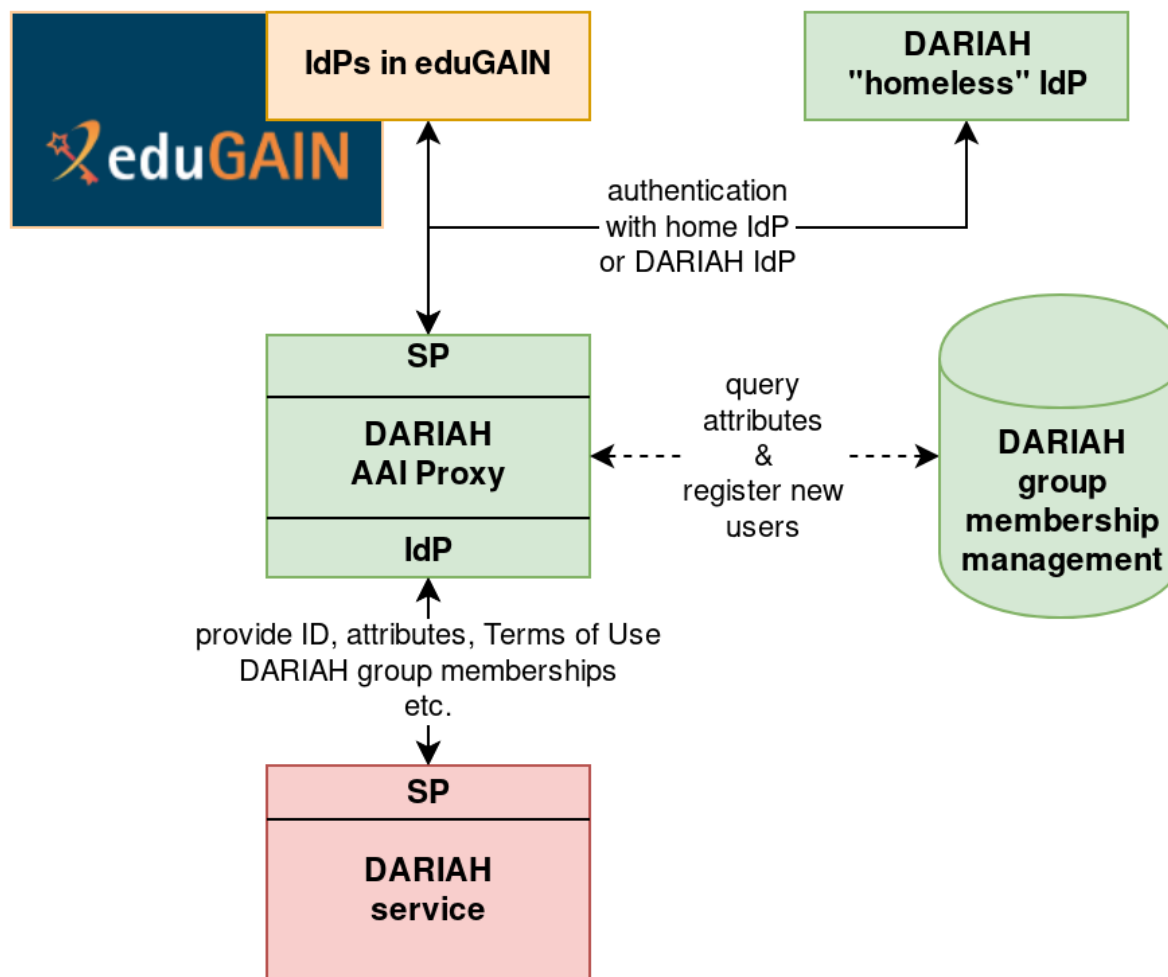 IdPs in eduGAIN
eduGAIN
DARIAH
"homeless" IdP
authentication
with home IdP
or DARIAH IdP
SP
DARIAH
AAI Proxy
IdP
query
attributes
&
register new
users
DARIAH
group
membership
management
provide ID, attributes, Terms of Use
DARIAH group memberships
etc.
SP
DARIAH
service